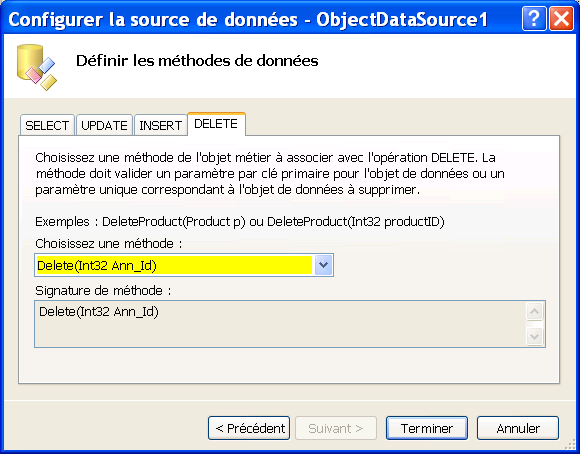 Configurer la source de données - ObjectDataSource1
Définir les méthodes de données
SELECT UPDATE INSERT DELETE
Choisissez une méthode de l'objet métier à associer avec l'opération DELETE. La
méthode doit valider un paramètre par clé primaire pour l'objet de données ou un
paramètre unique correspondant à l'objet de données à supprimer.
Exemples : DeleteProduct(Product p) ou DeleteProduct(Int32 productID)
Choisissez une méthode :
Delete(Int32 Ann_Id)
Signature de méthode :
Delete(Int32 Ann_Id)
< Précédent Suivant > Terminer Annuler